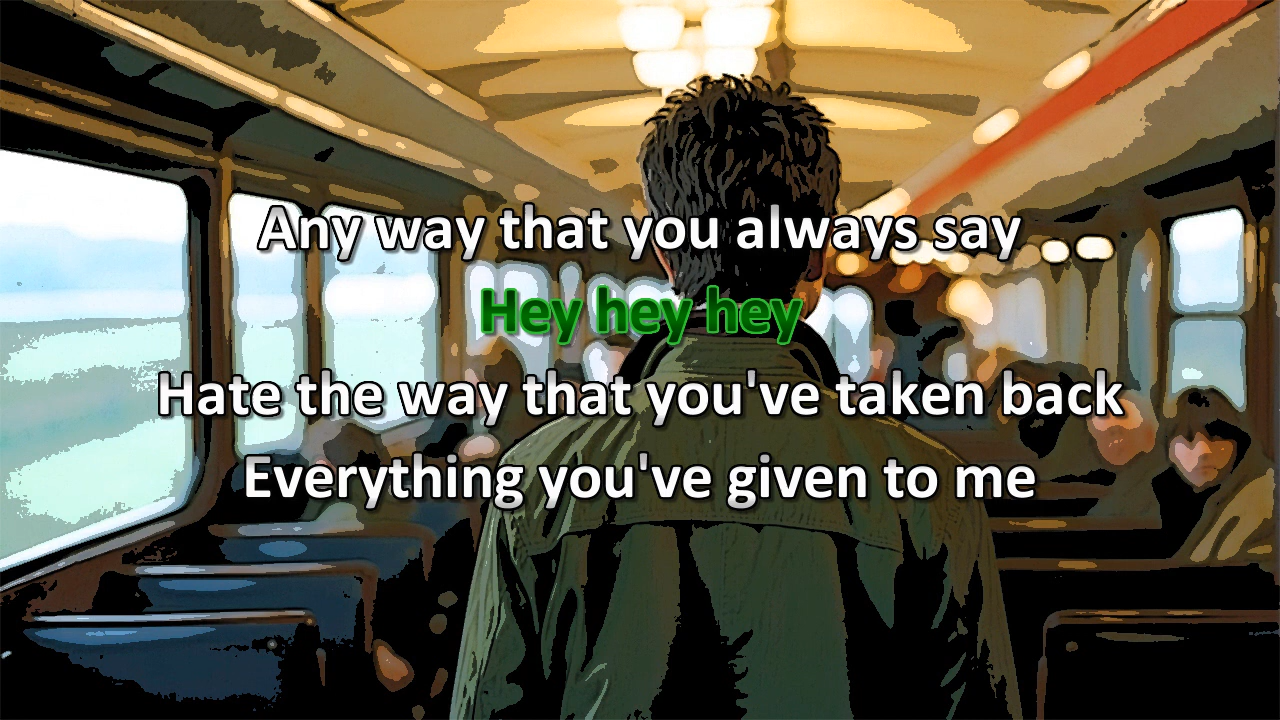 Any way that you always say
Hey hey hey
Hate the way that you've taken back
Everything you've given to me